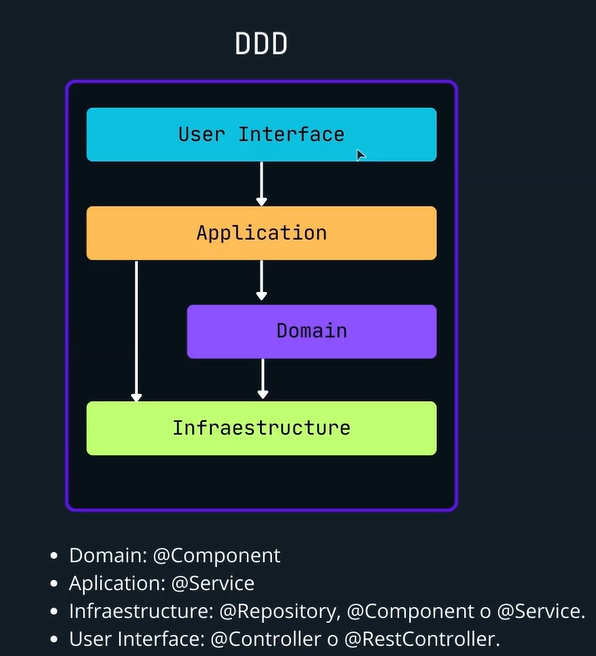 DDD
User Interface
Application
Domain
Infraestructure
• Domain: @Component
• Aplication: @Service
• Infraestructure: @Repository, @Component o @Service.
• User Interface: @Controller o @RestController.